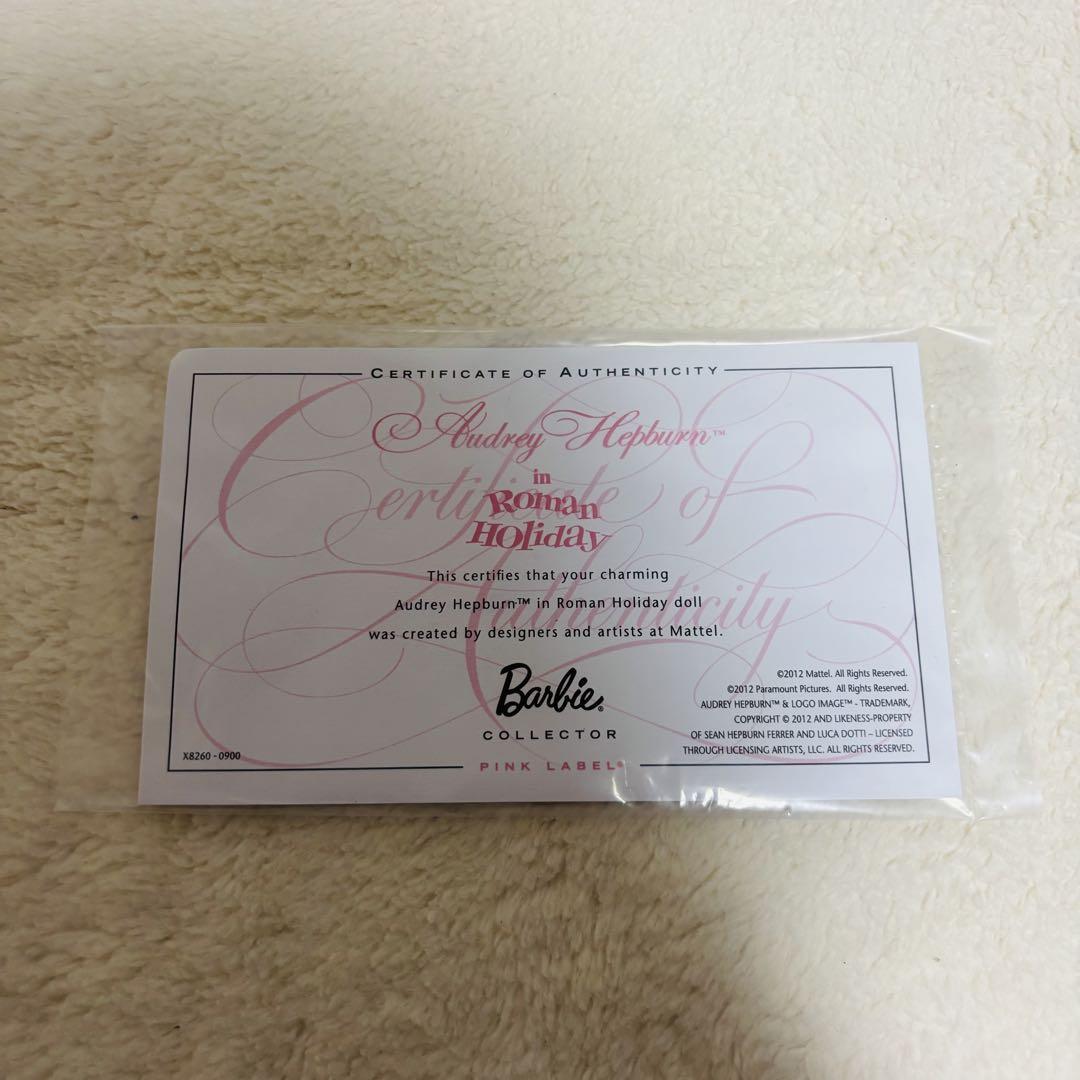 CERTIFICATE OF AUTHENTICITY
Certificate of
Authenticity
Audrey Hepburn™
in
Roman
Holiday
This certifies that your charming
Audrey Hepburn™ in Roman Holiday doll
was created by designers and artists at Mattel.
Barbie®
COLLECTOR
PINK LABEL®
X8260-0900
©2012 Mattel. All Rights Reserved.
©2012 Paramount Pictures. All Rights Reserved.
AUDREY HEPBURN™ & LOGO IMAGE™ - TRADEMARK,
COPYRIGHT © 2012 AND LIKENESS-PROPERTY
OF SEAN HEPBURN FERRER AND LUCA DOTTI – LICENSED
THROUGH LICENSING ARTISTS, LLC. ALL RIGHTS RESERVED.